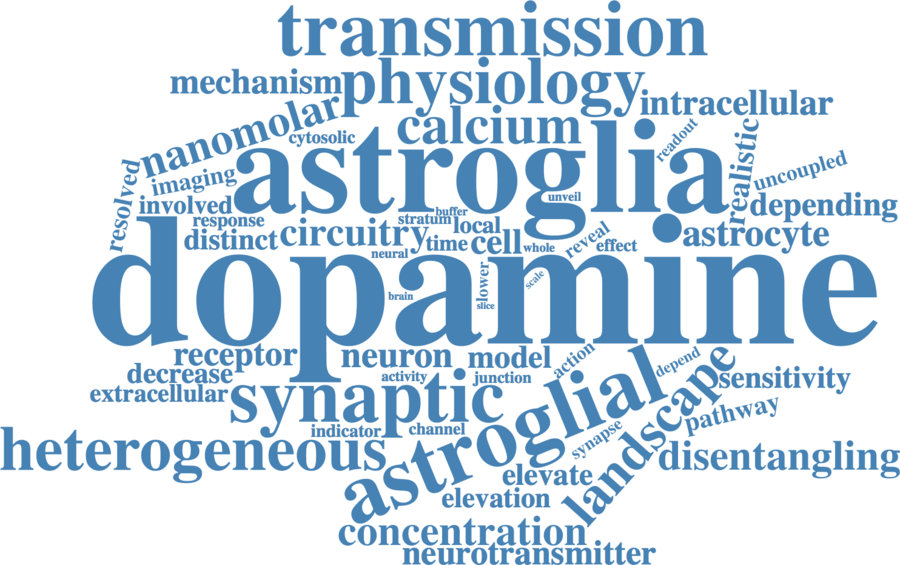 transmission
mechanism
physiology
intracellular
nanomolar
calcium
cytosolic
astroglia
readout
realistic
uncoupled
resolved
imaging
involved
unveil
depending
response
stratum
buffer
local
distinct
circuitry
time
cell
whole
reveal
effect
astrocyte
neural
dopamine
brain
slower
slice
scale
receptor
neuron
model
action
depend
landscape
decrease
activity
junction
sensitivity
extracellular
synaptic
astroglial
pathway
indicator
channel
synapse
heterogeneous
disentangling
elevate
elevation
concentration
neurotransmitter